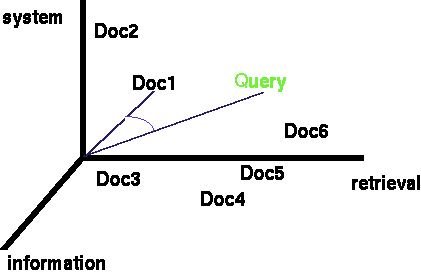 system
Doc2
Doc1
Query
Doc6
Doc3
Doc5
retrieval
Doc4
information